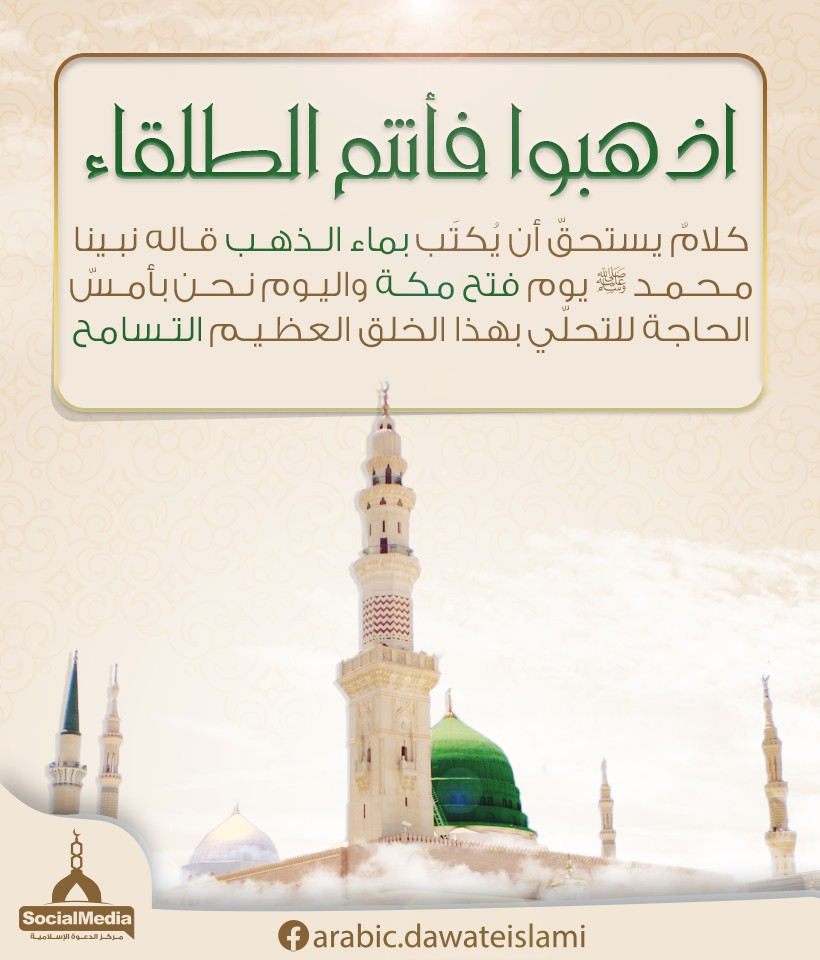 اذهبوا فأنتم الطلقاء
كلامٌ يستحقّ أن يُكتَب بماء الذهب قاله نبينا
محمد ﷺ يوم فتح مكة واليوم نحن بأمسّ
الحاجة للتحلّي بهذا الخلق العظيم التسامح
SocialMedia
مركز الدعوة الإسلامية
arabic.dawateislami